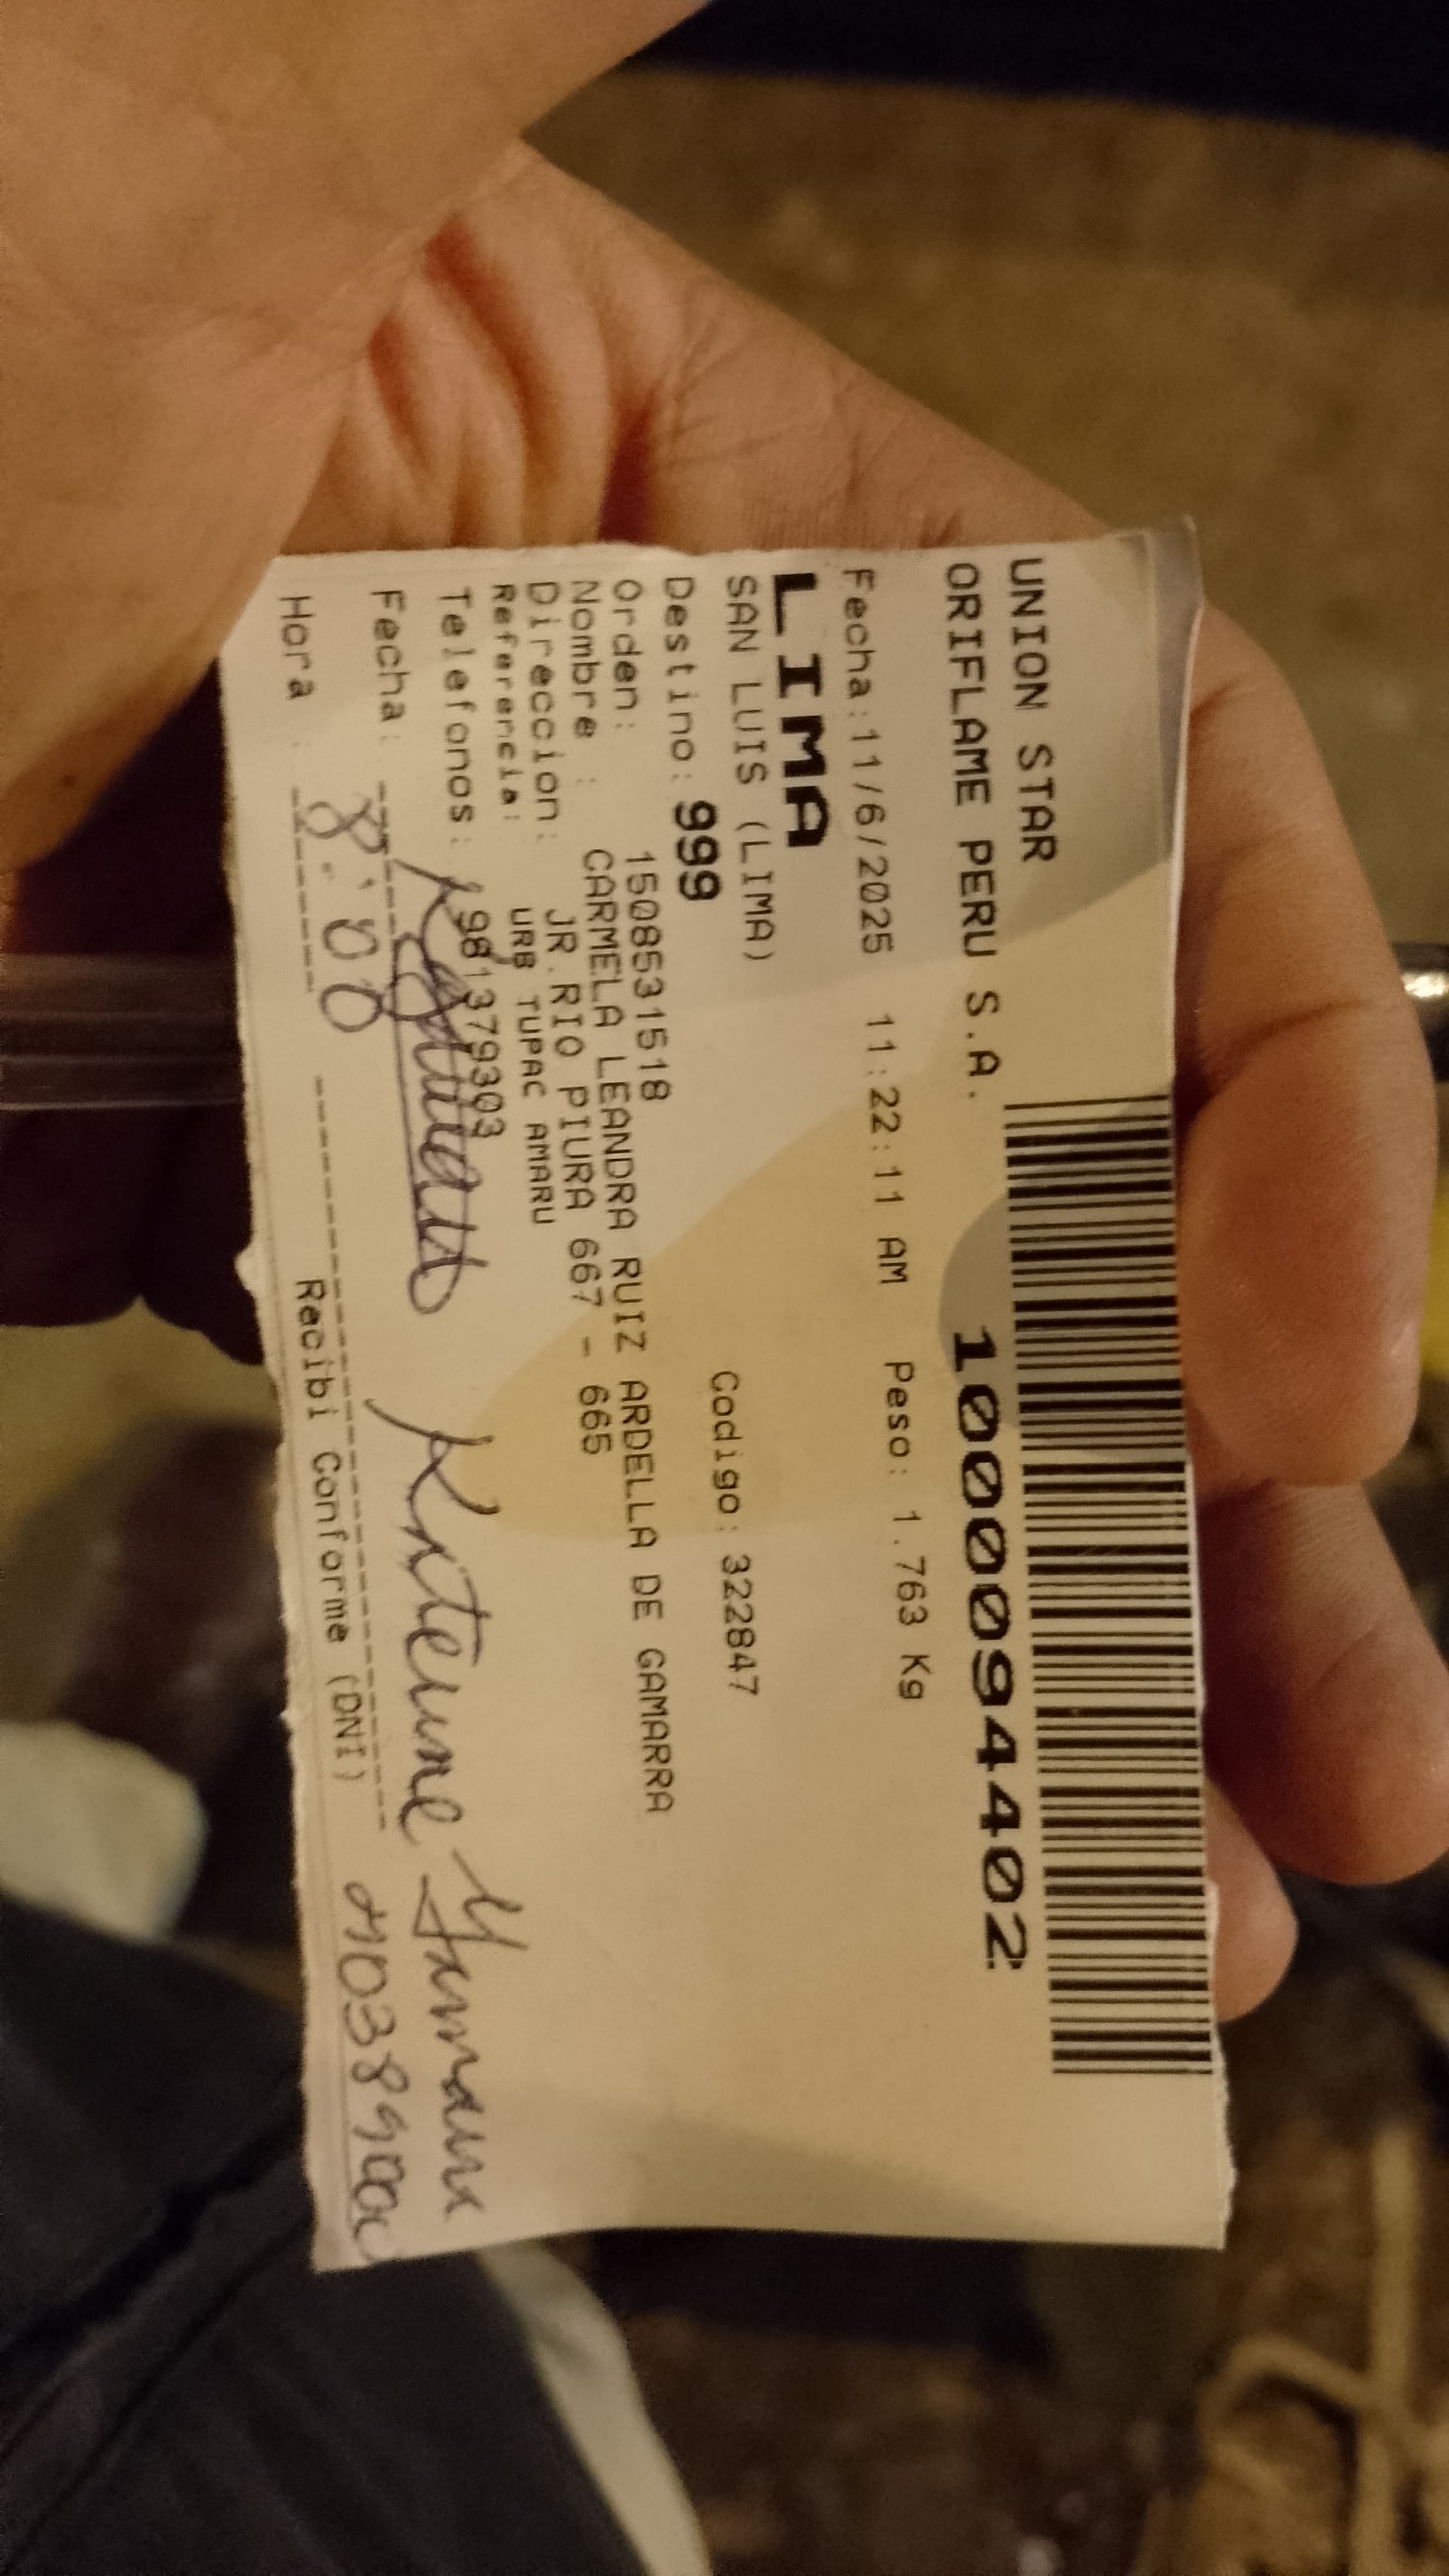 UNION STAR
ORIFLAME PERU S.A.
1000094402
Fecha:11/6/2025 11:22:11 AM Peso: 1.763 Kg
LIMA
SAN LUIS (LIMA)
Destino: 999 Codigo: 322847
Orden: 1508531518
Nombre : CARMELA LEANDRA RUIZ ARDELLA DE GAMARRA
Direccion: JR.RIO PIURA 667 - 665
Referencia: URB TUPAC AMARU
Telefonos: 981379303
Fecha:
Hora : 8:00
Recibi Conforme (DNI)